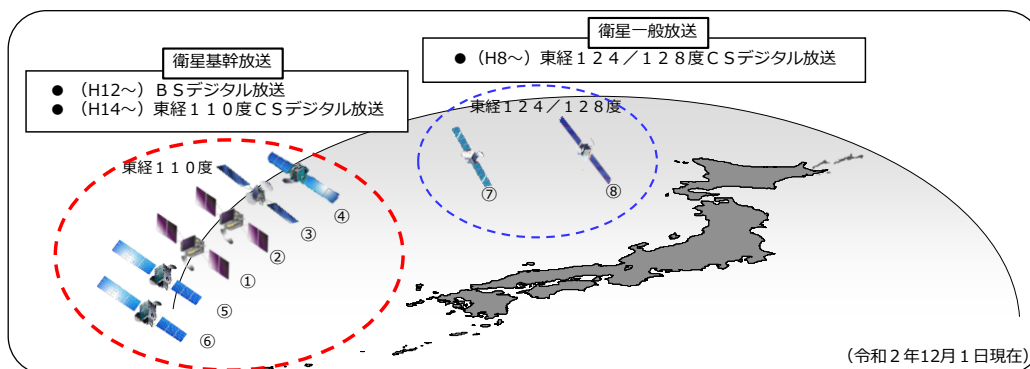 衛星基幹放送
● （H12～）ＢＳデジタル放送
● （H14～）東経１１０度ＣＳデジタル放送
衛星一般放送
● （H8～）東経１２４／１２８度ＣＳデジタル放送
東経１１０度
東経１２４／１２８度
④
③
②
①
⑤
⑥
⑦
⑧
（令和２年12月１日現在）